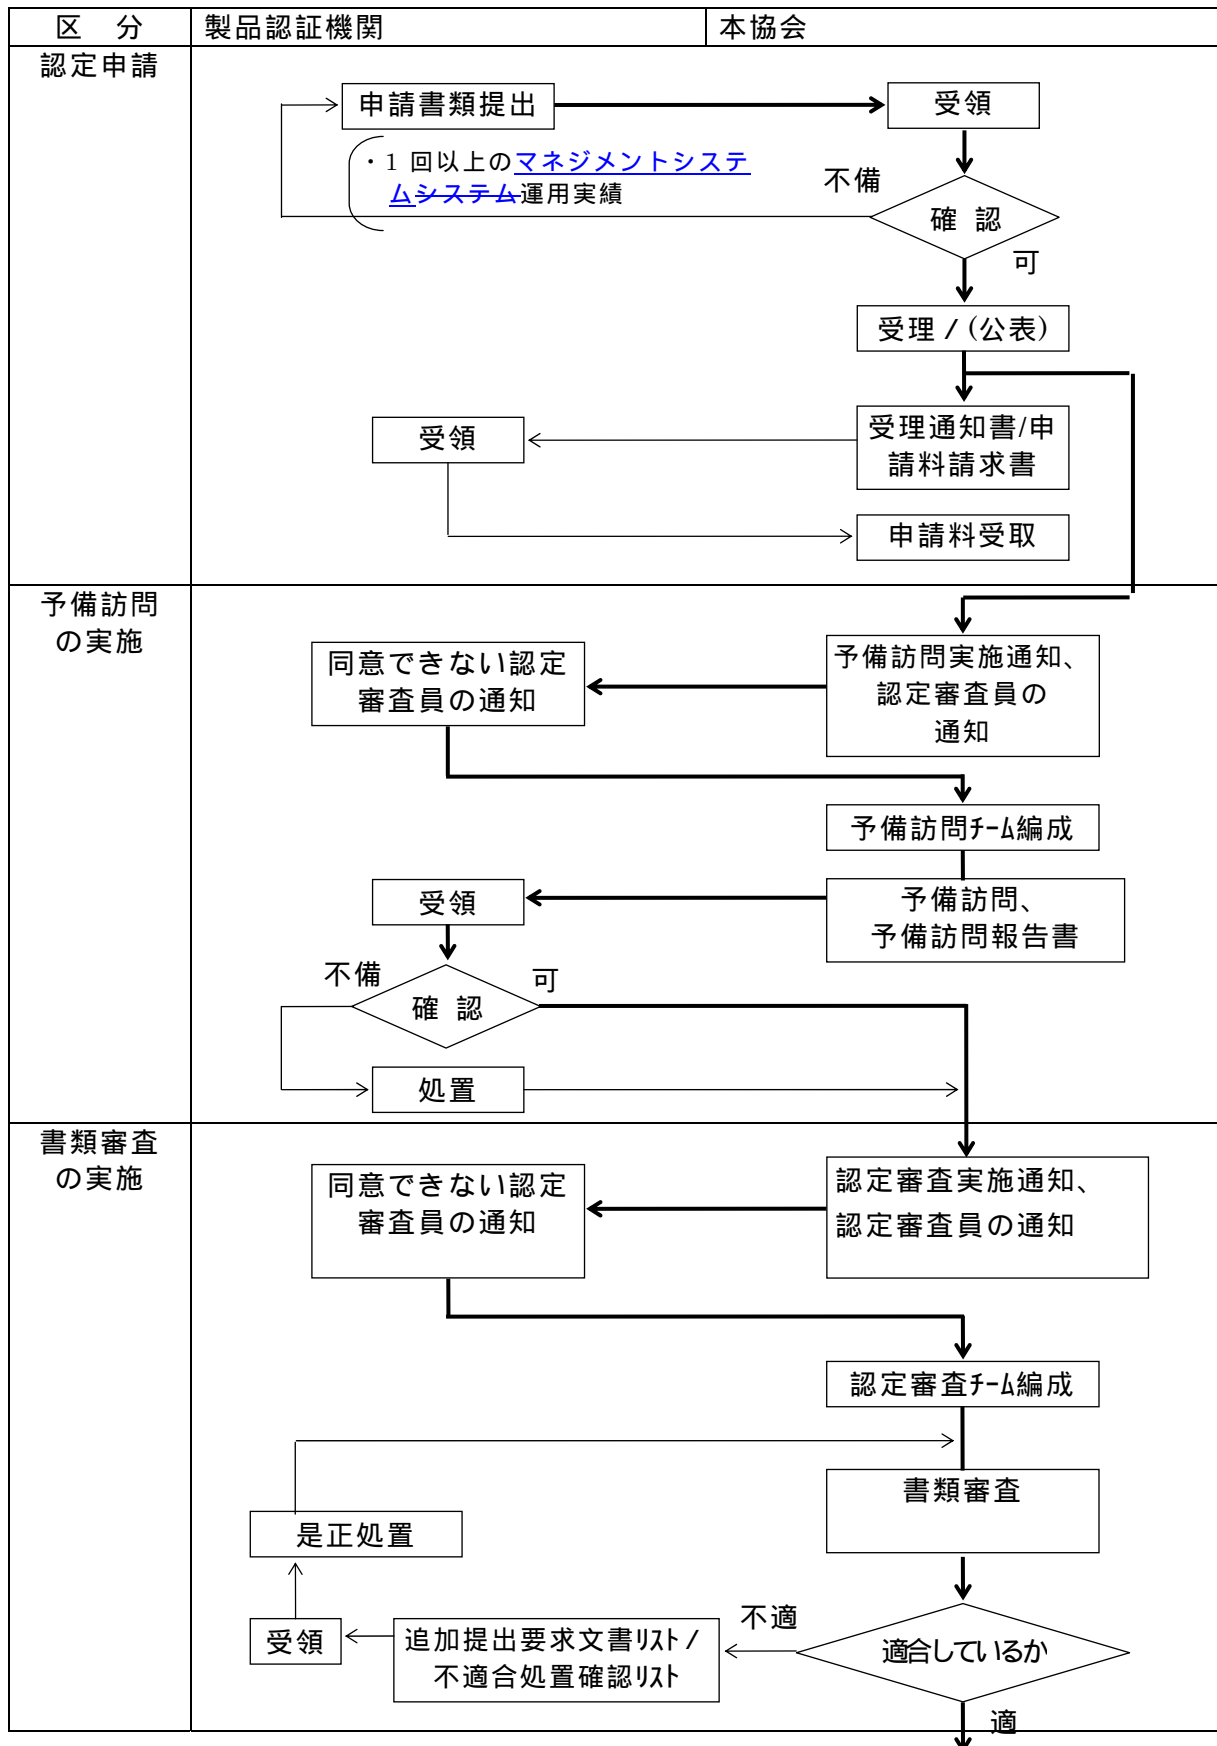 区　分
製品認証機関
本協会
認定申請
申請書類提出
受領
・1 回以上のマネジメントシステ
ムシステム運用実績
不備
確 認
可
受理 / (公表)
受理通知書/申
請料請求書
受領
申請料受取
予備訪問
の実施
同意できない認定
審査員の通知
予備訪問実施通知、
認定審査員の
通知
予備訪問ﾁｰﾑ編成
受領
予備訪問、
予備訪問報告書
不備
可
確 認
処置
書類審査
の実施
同意できない認定
審査員の通知
認定審査実施通知、
認定審査員の通知
認定審査ﾁｰﾑ編成
書類審査
是正処置
受領
追加提出要求文書ﾘｽﾄ /
不適合処置確認ﾘｽﾄ
不適
適合しているか
適